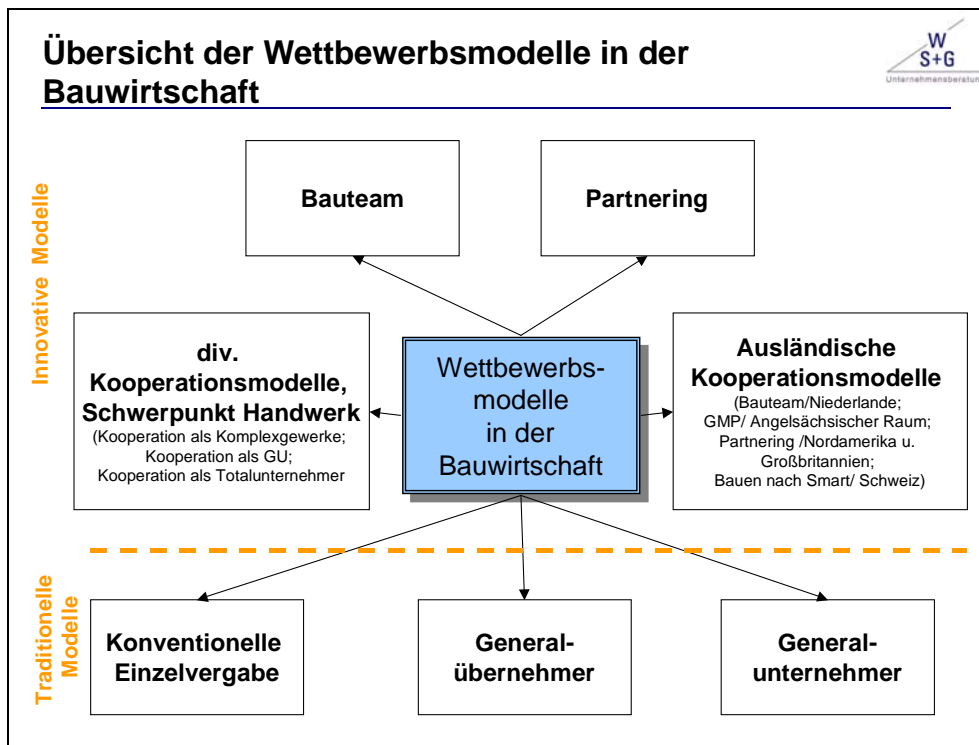 Übersicht der Wettbewerbsmodelle in der
Bauwirtschaft
W
S+G
Unternehmensberatung
Innovative Modelle
Bauteam
Partnering
div.
Kooperationsmodelle,
Schwerpunkt Handwerk
(Kooperation als Komplexgewerke;
Kooperation als GU;
Kooperation als Totalunternehmer
Wettbewerbs-
modelle
in der
Bauwirtschaft
Ausländische
Kooperationsmodelle
(Bauteam/Niederlande;
GMP/ Angelsächsischer Raum;
Partnering /Nordamerika u.
Großbritannien;
Bauen nach Smart/ Schweiz)
Traditionelle
Modelle
Konventionelle
Einzelvergabe
General-
übernehmer
General-
unternehmer